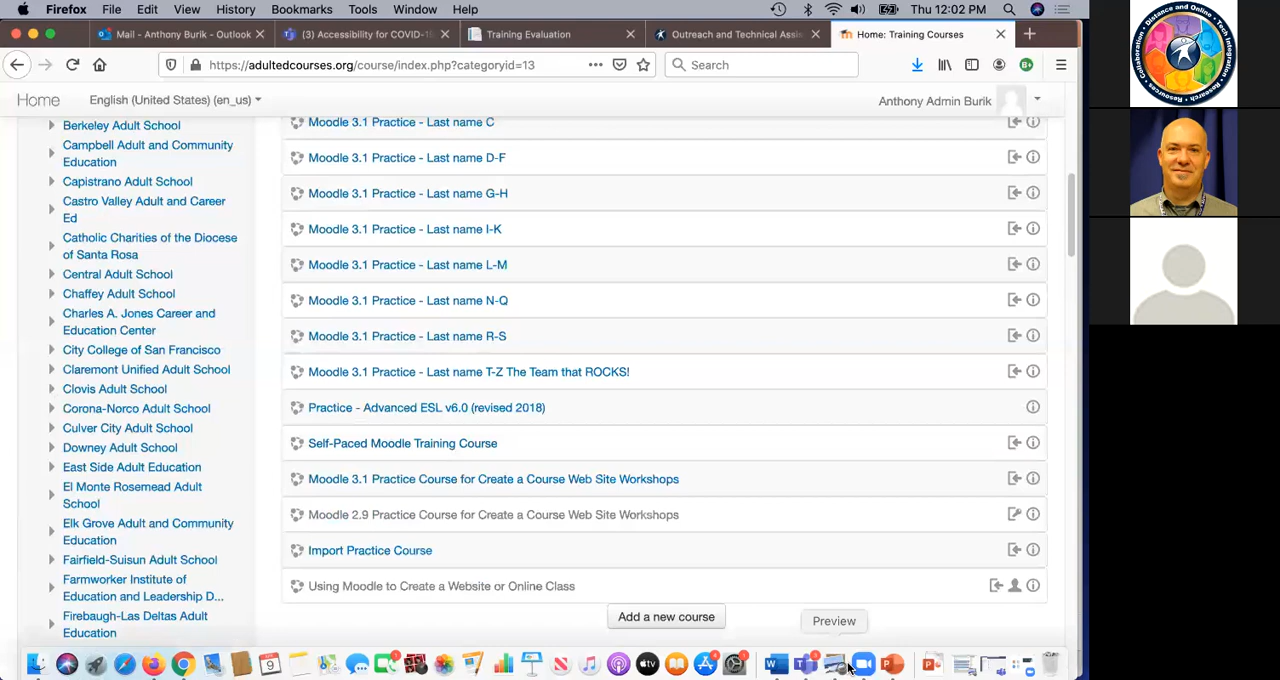 Firefox File Edit View History Bookmarks Tools Window Help Thu 12:02 PM
Mail - Anthony Burik - Outlook (3) Accessibility for COVID-19 Training Evaluation Outreach and Technical Assis Home: Training Courses
https://adultedcourses.org/course/index.php?categoryid=13 Search
Home English (United States) (en_us) Anthony Admin Burik
Berkeley Adult School
Campbell Adult and Community
Education
Capistrano Adult School
Castro Valley Adult and Career
Ed
Catholic Charities of the Diocese
of Santa Rosa
Central Adult School
Chaffey Adult School
Charles A. Jones Career and
Education Center
City College of San Francisco
Claremont Unified Adult School
Clovis Adult School
Corona-Norco Adult School
Culver City Adult School
Downey Adult School
East Side Adult Education
El Monte Rosemead Adult
School
Elk Grove Adult and Community
Education
Fairfield-Suisun Adult School
Farmworker Institute of
Education and Leadership D...
Firebaugh-Las Deltas Adult
Education
Moodle 3.1 Practice - Last name C
Moodle 3.1 Practice - Last name D-F
Moodle 3.1 Practice - Last name G-H
Moodle 3.1 Practice - Last name I-K
Moodle 3.1 Practice - Last name L-M
Moodle 3.1 Practice - Last name N-Q
Moodle 3.1 Practice - Last name R-S
Moodle 3.1 Practice - Last name T-Z The Team that ROCKS!
Practice - Advanced ESL v6.0 (revised 2018)
Self-Paced Moodle Training Course
Moodle 3.1 Practice Course for Create a Course Web Site Workshops
Moodle 2.9 Practice Course for Create a Course Web Site Workshops
Import Practice Course
Using Moodle to Create a Website or Online Class
Add a new course
Preview
Distance and Online
Tech Integration
Research
Resources
Collaboration